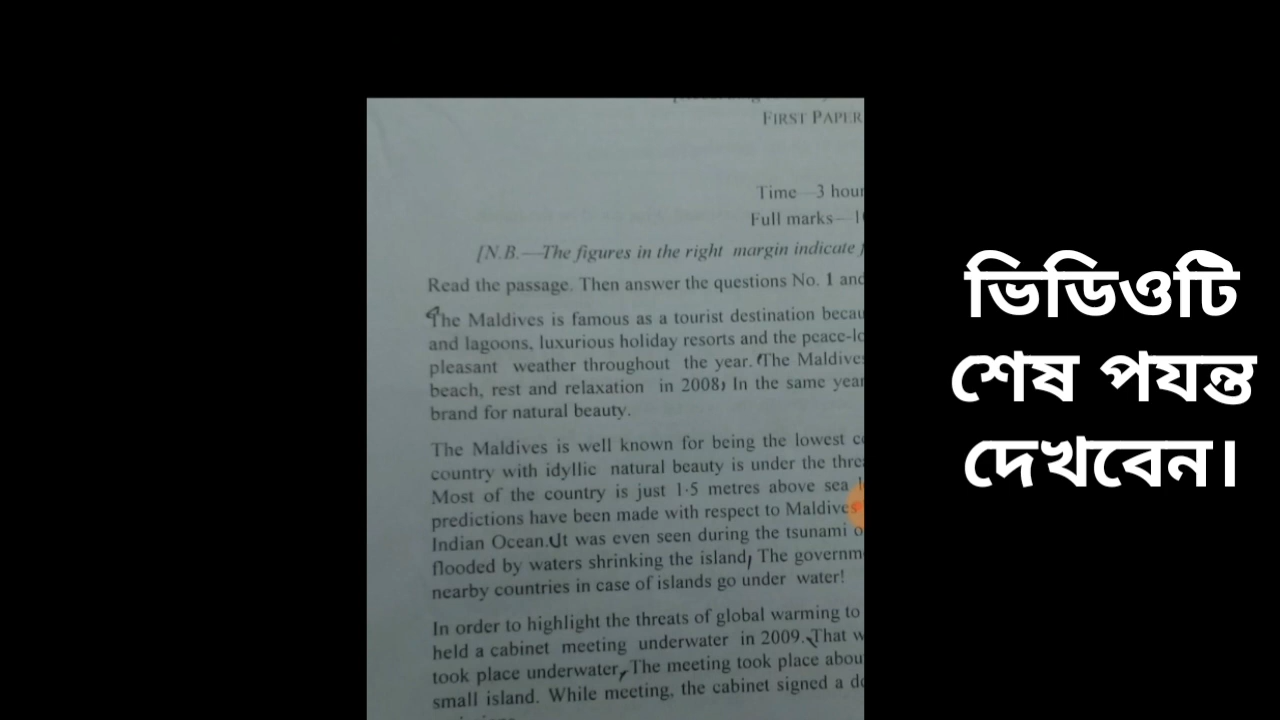 FIRST PAPER
Time—3 hour
Full marks—1
[N.B.—The figures in the right margin indicate
Read the passage. Then answer the questions No. 1 and
The Maldives is famous as a tourist destination becau
and lagoons, luxurious holiday resorts and the peace-lo
pleasant weather throughout the year. The Maldive
beach, rest and relaxation in 2008, In the same year
brand for natural beauty.
The Maldives is well known for being the lowest c
country with idyllic natural beauty is under the threa
Most of the country is just 1·5 metres above sea l
predictions have been made with respect to Maldives
Indian Ocean. It was even seen during the tsunami o
flooded by waters shrinking the island, The governme
nearby countries in case of islands go under water!
In order to highlight the threats of global warming to
held a cabinet meeting underwater in 2009. That w
took place underwater, The meeting took place abou
small island. While meeting, the cabinet signed a de
ভিডিওটি
শেষ পযন্ত
দেখবেন।